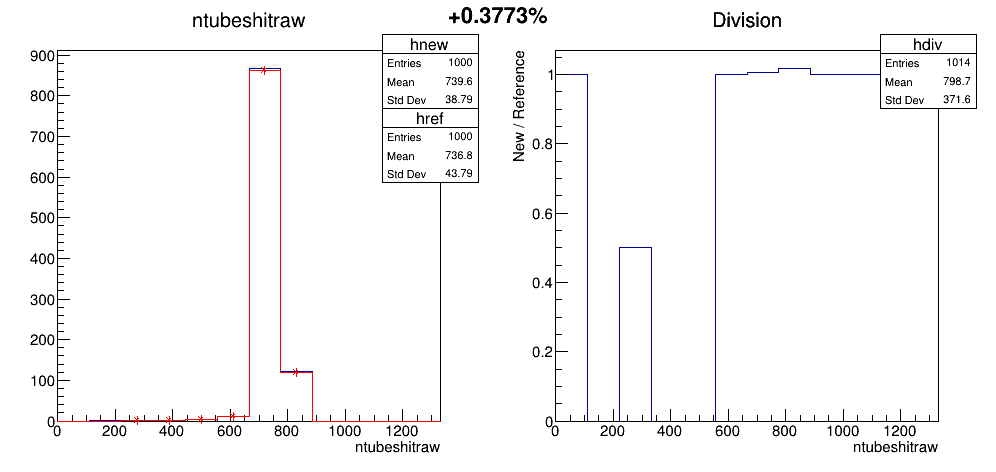 +0.3773%
ntubeshitraw
hnew
Entries 1000
Mean 739.6
Std Dev 38.79
href
Entries 1000
Mean 736.8
Std Dev 43.79
900
800
700
600
500
400
300
200
100
0
0 200 400 600 800 1000 1200
ntubeshitraw
Division
hdiv
Entries 1014
Mean 798.7
Std Dev 371.6
New / Reference
1
0.8
0.6
0.4
0.2
0
0 200 400 600 800 1000 1200
ntubeshitraw